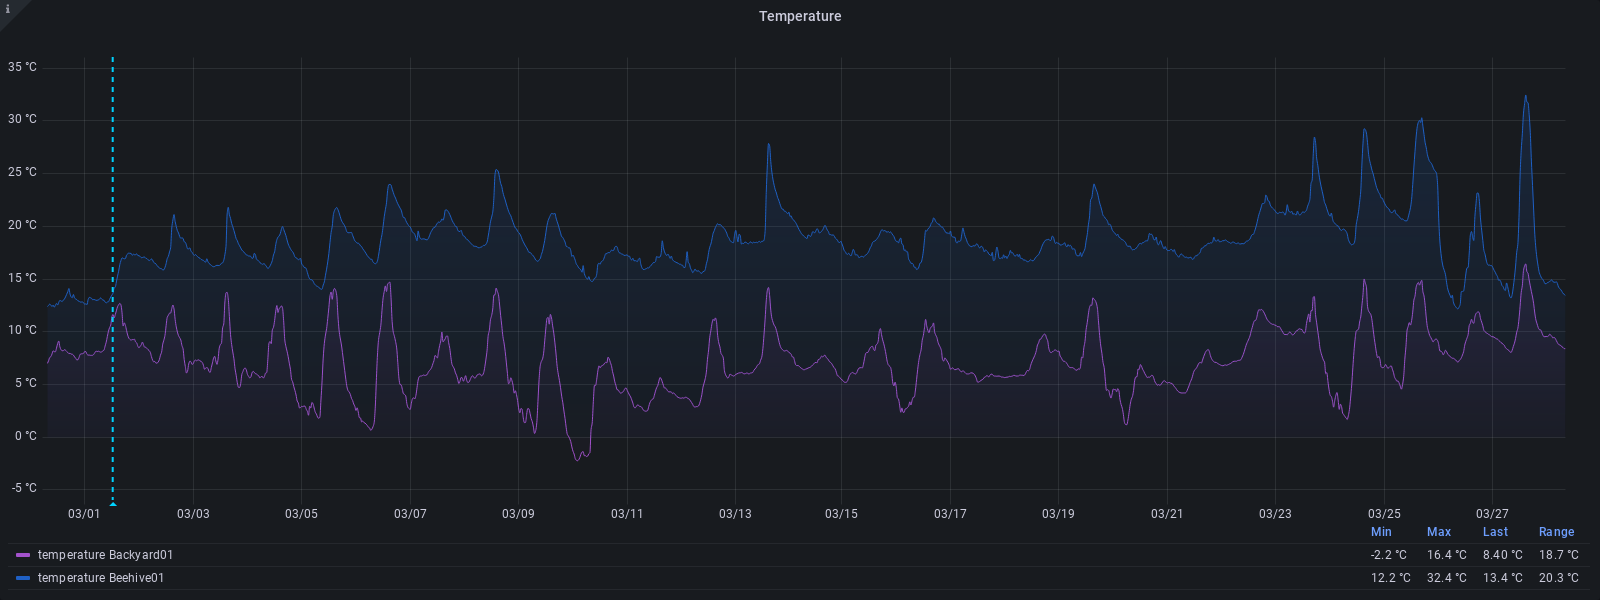 i
Temperature
35 °C
30 °C
25 °C
20 °C
15 °C
10 °C
5 °C
0 °C
-5 °C
03/01 03/03 03/05 03/07 03/09 03/11 03/13 03/15 03/17 03/19 03/21 03/23 03/25 03/27
Min Max Last Range
temperature Backyard01 -2.2 °C 16.4 °C 8.40 °C 18.7 °C
temperature Beehive01 12.2 °C 32.4 °C 13.4 °C 20.3 °C